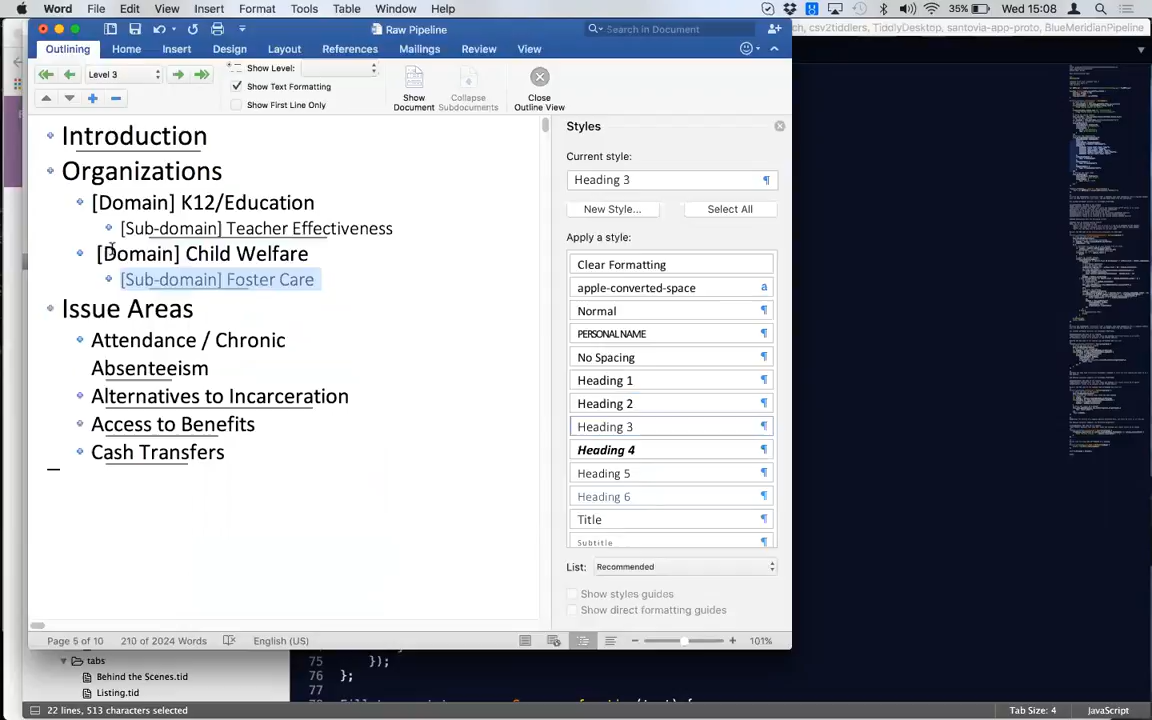 Word File Edit View Insert Format Tools Table Window Help
35% Wed 15:08
Raw Pipeline
Search in Document
ch, csv2tiddlers, TiddlyDesktop, santovia-app-proto, BlueMeridianPipeline
Outlining Home Insert Design Layout References Mailings Review View
Level 3
Show Level:
Show Text Formatting
Show First Line Only
Show Document
Collapse Subdocuments
Close Outline View
Introduction
Organizations
[Domain] K12/Education
[Sub-domain] Teacher Effectiveness
[Domain] Child Welfare
[Sub-domain] Foster Care
Issue Areas
Attendance / Chronic
Absenteeism
Alternatives to Incarceration
Access to Benefits
Cash Transfers
Styles
Current style:
Heading 3
New Style...
Select All
Apply a style:
Clear Formatting
apple-converted-space a
Normal
PERSONAL NAME
No Spacing
Heading 1
Heading 2
Heading 3
Heading 4
Heading 5
Heading 6
Title
Subtitle
List: Recommended
Show styles guides
Show direct formatting guides
Page 5 of 10 210 of 2024 Words English (US) 101%
tabs
Behind the Scenes.tid
Listing.tid
75 });
76 };
77
22 lines, 513 characters selected
Tab Size: 4 JavaScript